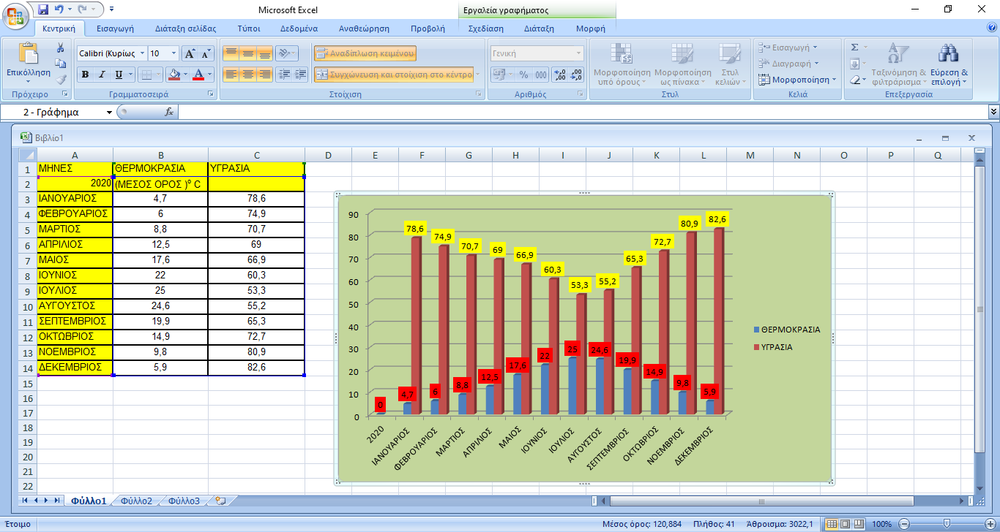 Microsoft Excel
Εργαλεία γραφήματος
Κεντρική Εισαγωγή Διάταξη σελίδας Τύποι Δεδομένα Αναθεώρηση Προβολή Σχεδίαση Διάταξη Μορφή
Επικόλληση
Πρόχειρο
Calibri (Κυρίως 10
B I U
Γραμματοσειρά
Αναδίπλωση κειμένου
Συγχώνευση και στοίχιση στο κέντρο
Στοίχιση
Γενική
% 000
Αριθμός
Μορφοποίηση υπό όρους
Μορφοποίηση ως πίνακα
Στυλ κελιών
Στυλ
Εισαγωγή
Διαγραφή
Μορφοποίηση
Κελιά
Ταξινόμηση & φιλτράρισμα
Εύρεση & επιλογή
Επεξεργασία
2 - Γράφημα fx
Βιβλίο1
A B C D E F G H I J K L M N O P Q
1 ΜΗΝΕΣ ΘΕΡΜΟΚΡΑΣΙΑ ΥΓΡΑΣΙΑ
2 2020 (ΜΕΣΟΣ ΟΡΟΣ )º C
3 ΙΑΝΟΥΑΡΙΟΣ 4,7 78,6
4 ΦΕΒΡΟΥΑΡΙΟΣ 6 74,9
5 ΜΑΡΤΙΟΣ 8,8 70,7
6 ΑΠΡΙΛΙΟΣ 12,5 69
7 ΜΑΙΟΣ 17,6 66,9
8 ΙΟΥΝΙΟΣ 22 60,3
9 ΙΟΥΛΙΟΣ 25 53,3
10 ΑΥΓΟΥΣΤΟΣ 24,6 55,2
11 ΣΕΠΤΕΜΒΡΙΟΣ 19,9 65,3
12 ΟΚΤΩΒΡΙΟΣ 14,9 72,7
13 ΝΟΕΜΒΡΙΟΣ 9,8 80,9
14 ΔΕΚΕΜΒΡΙΟΣ 5,9 82,6
15
16
17
18
19
20
21
22
90
80
70
60
50
40
30
20
10
0
78,6 74,9 70,7 69 66,9 60,3 53,3 55,2 65,3 72,7 80,9 82,6
0 4,7 6 8,8 12,5 17,6 22 25 24,6 19,9 14,9 9,8 5,9
2020 ΙΑΝΟΥΑΡΙΟΣ ΦΕΒΡΟΥΑΡΙΟΣ ΜΑΡΤΙΟΣ ΑΠΡΙΛΙΟΣ ΜΑΙΟΣ ΙΟΥΝΙΟΣ ΙΟΥΛΙΟΣ ΑΥΓΟΥΣΤΟΣ ΣΕΠΤΕΜΒΡΙΟΣ ΟΚΤΩΒΡΙΟΣ ΝΟΕΜΒΡΙΟΣ ΔΕΚΕΜΒΡΙΟΣ
ΘΕΡΜΟΚΡΑΣΙΑ
ΥΓΡΑΣΙΑ
Φύλλο1 Φύλλο2 Φύλλο3
Έτοιμο Μέσος όρος: 120,884 Πλήθος: 41 Άθροισμα: 3022,1 100%